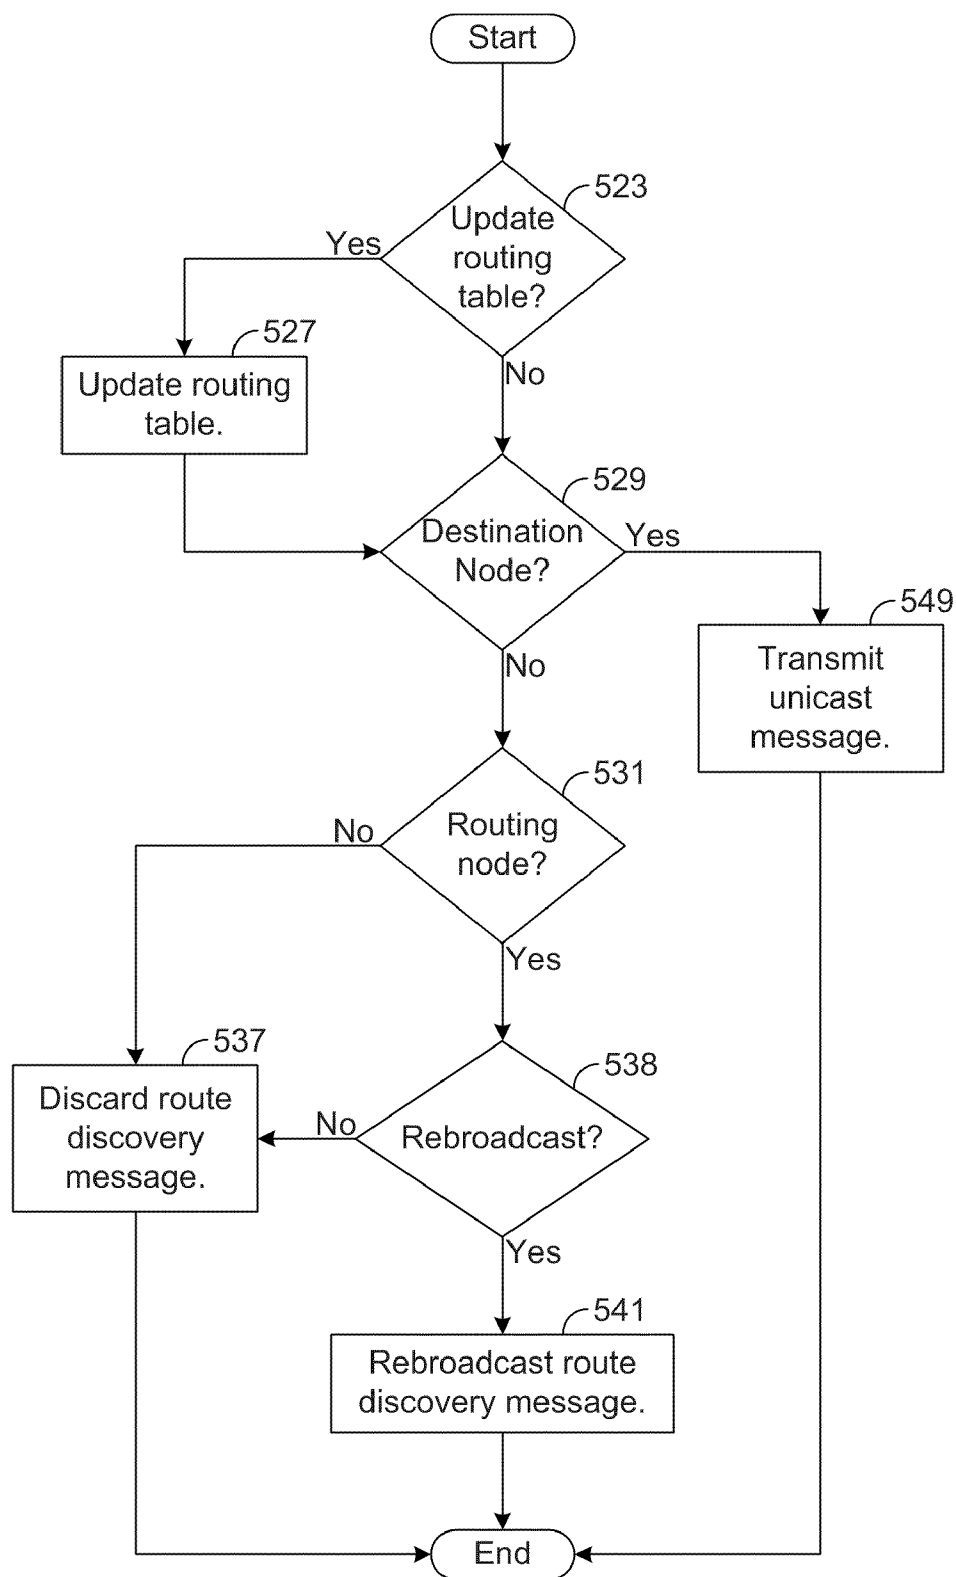 Start
523
Update
routing
table?
Yes
No
527
Update routing
table.
529
Destination
Node?
Yes
No
549
Transmit
unicast
message.
531
Routing
node?
No
Yes
537
Discard route
discovery
message.
538
Rebroadcast?
No
Yes
541
Rebroadcast route
discovery message.
End